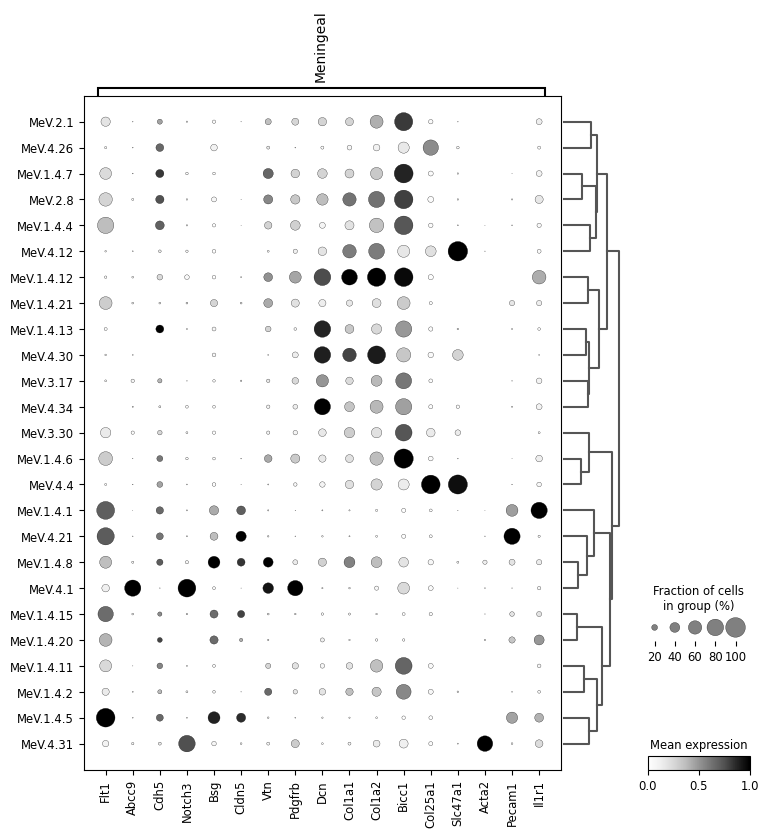 Meningeal
MeV.2.1
MeV.4.26
MeV.1.4.7
MeV.2.8
MeV.1.4.4
MeV.4.12
MeV.1.4.12
MeV.1.4.21
MeV.1.4.13
MeV.4.30
MeV.3.17
MeV.4.34
MeV.3.30
MeV.1.4.6
MeV.4.4
MeV.1.4.1
MeV.4.21
MeV.1.4.8
MeV.4.1
MeV.1.4.15
MeV.1.4.20
MeV.1.4.11
MeV.1.4.2
MeV.1.4.5
MeV.4.31
Flt1
Abcc9
Cdh5
Notch3
Bsg
Cldn5
Vtn
Pdgfrb
Dcn
Col1a1
Col1a2
Bicc1
Col25a1
Slc47a1
Acta2
Pecam1
Il1r1
Fraction of cells
in group (%)
20 40 60 80 100
Mean expression
0.0 0.5 1.0